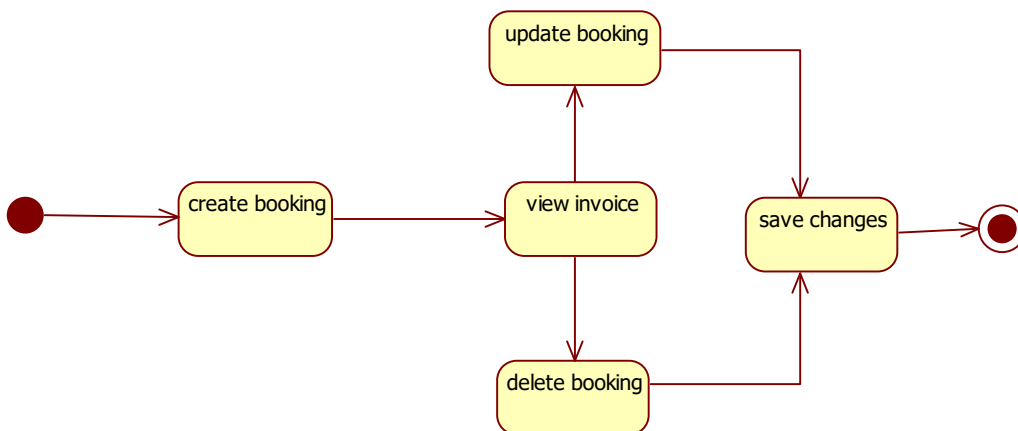 update booking
create booking
view invoice
save changes
delete booking